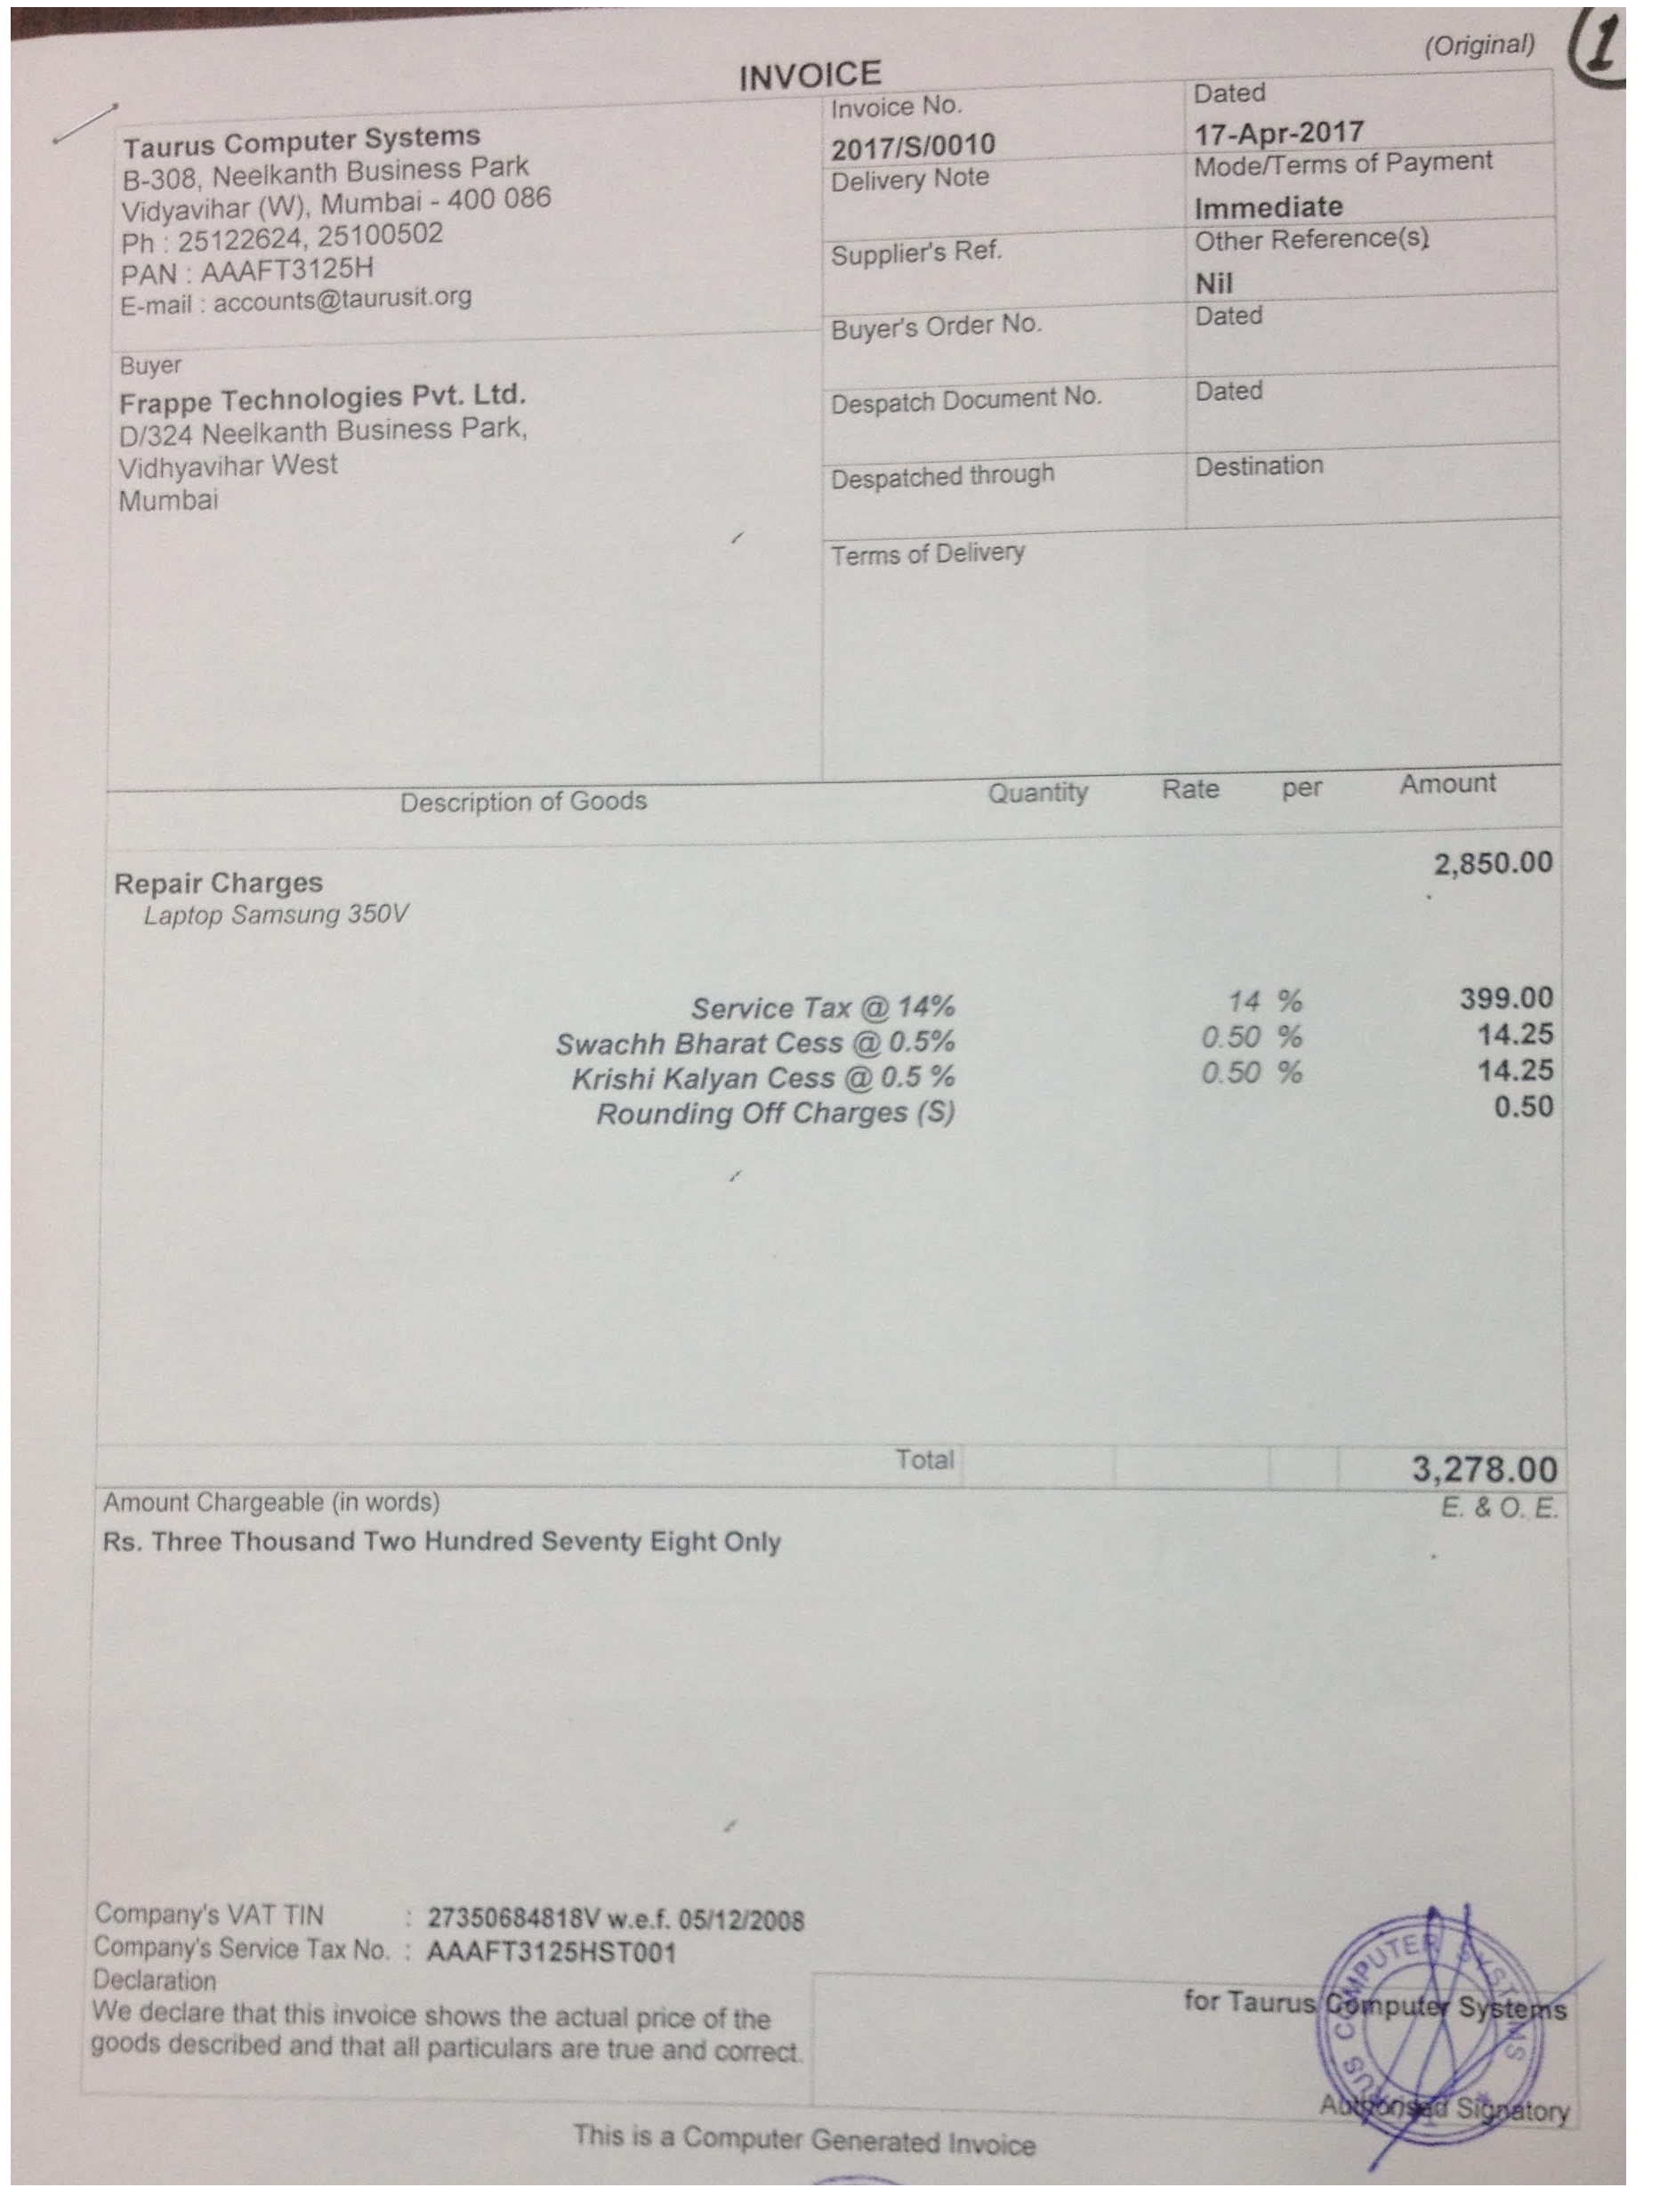 (Original)
1
INVOICE
Taurus Computer Systems
B-308, Neelkanth Business Park
Vidyavihar (W), Mumbai - 400 086
Ph : 25122624, 25100502
PAN : AAAFT3125H
E-mail : accounts@taurusit.org
Invoice No.
2017/S/0010
Dated
17-Apr-2017
Delivery Note
Mode/Terms of Payment
Immediate
Supplier's Ref.
Other Reference(s)
Nil
Buyer
Frappe Technologies Pvt. Ltd.
D/324 Neelkanth Business Park,
Vidhyavihar West
Mumbai
Buyer's Order No.
Dated
Despatch Document No.
Dated
Despatched through
Destination
Terms of Delivery
Description of Goods Quantity Rate per Amount
Repair Charges 2,850.00
Laptop Samsung 350V
Service Tax @ 14% 14 % 399.00
Swachh Bharat Cess @ 0.5% 0.50 % 14.25
Krishi Kalyan Cess @ 0.5 % 0.50 % 14.25
Rounding Off Charges (S) 0.50
Total 3,278.00
Amount Chargeable (in words) E. & O. E.
Rs. Three Thousand Two Hundred Seventy Eight Only
Company's VAT TIN : 27350684818V w.e.f. 05/12/2008
Company's Service Tax No. : AAAFT3125HST001
Declaration
We declare that this invoice shows the actual price of the
goods described and that all particulars are true and correct.
for Taurus Computer Systems
COMPUTER SYSTEMS
Authorised Signatory
This is a Computer Generated Invoice